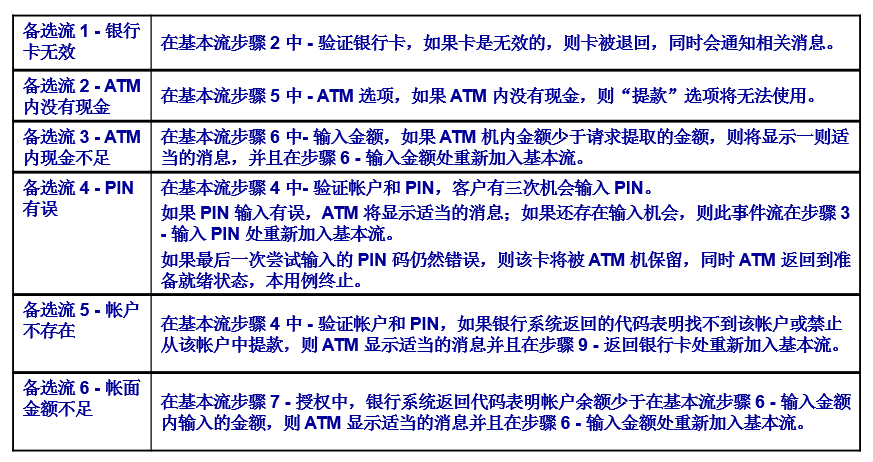 备选流 1 - 银行
卡无效
在基本流步骤 2 中 - 验证银行卡，如果卡是无效的，则卡被退回，同时会通知相关消息。
备选流 2 - ATM
内没有现金
在基本流步骤 5 中 - ATM 选项，如果 ATM 内没有现金，则“提款”选项将无法使用。
备选流 3 - ATM
内现金不足
在基本流步骤 6 中- 输入金额，如果 ATM 机内金额少于请求提取的金额，则将显示一则适
当的消息，并且在步骤 6 - 输入金额处重新加入基本流。
备选流 4 - PIN
有误
在基本流步骤 4 中- 验证帐户和 PIN，客户有三次机会输入 PIN。
如果 PIN 输入有误，ATM 将显示适当的消息；如果还存在输入机会，则此事件流在步骤 3
- 输入 PIN 处重新加入基本流。
如果最后一次尝试输入的 PIN 码仍然错误，则该卡将被 ATM 机保留，同时 ATM 返回到准
备就绪状态，本用例终止。
备选流 5 - 帐户
不存在
在基本流步骤 4 中 - 验证帐户和 PIN，如果银行系统返回的代码表明找不到该帐户或禁止
从该帐户中提款，则 ATM 显示适当的消息并且在步骤 9 - 返回银行卡处重新加入基本流。
备选流 6 - 帐面
金额不足
在基本流步骤 7 - 授权中，银行系统返回代码表明帐户余额少于在基本流步骤 6 - 输入金额
内输入的金额，则 ATM 显示适当的消息并且在步骤 6 - 输入金额处重新加入基本流。